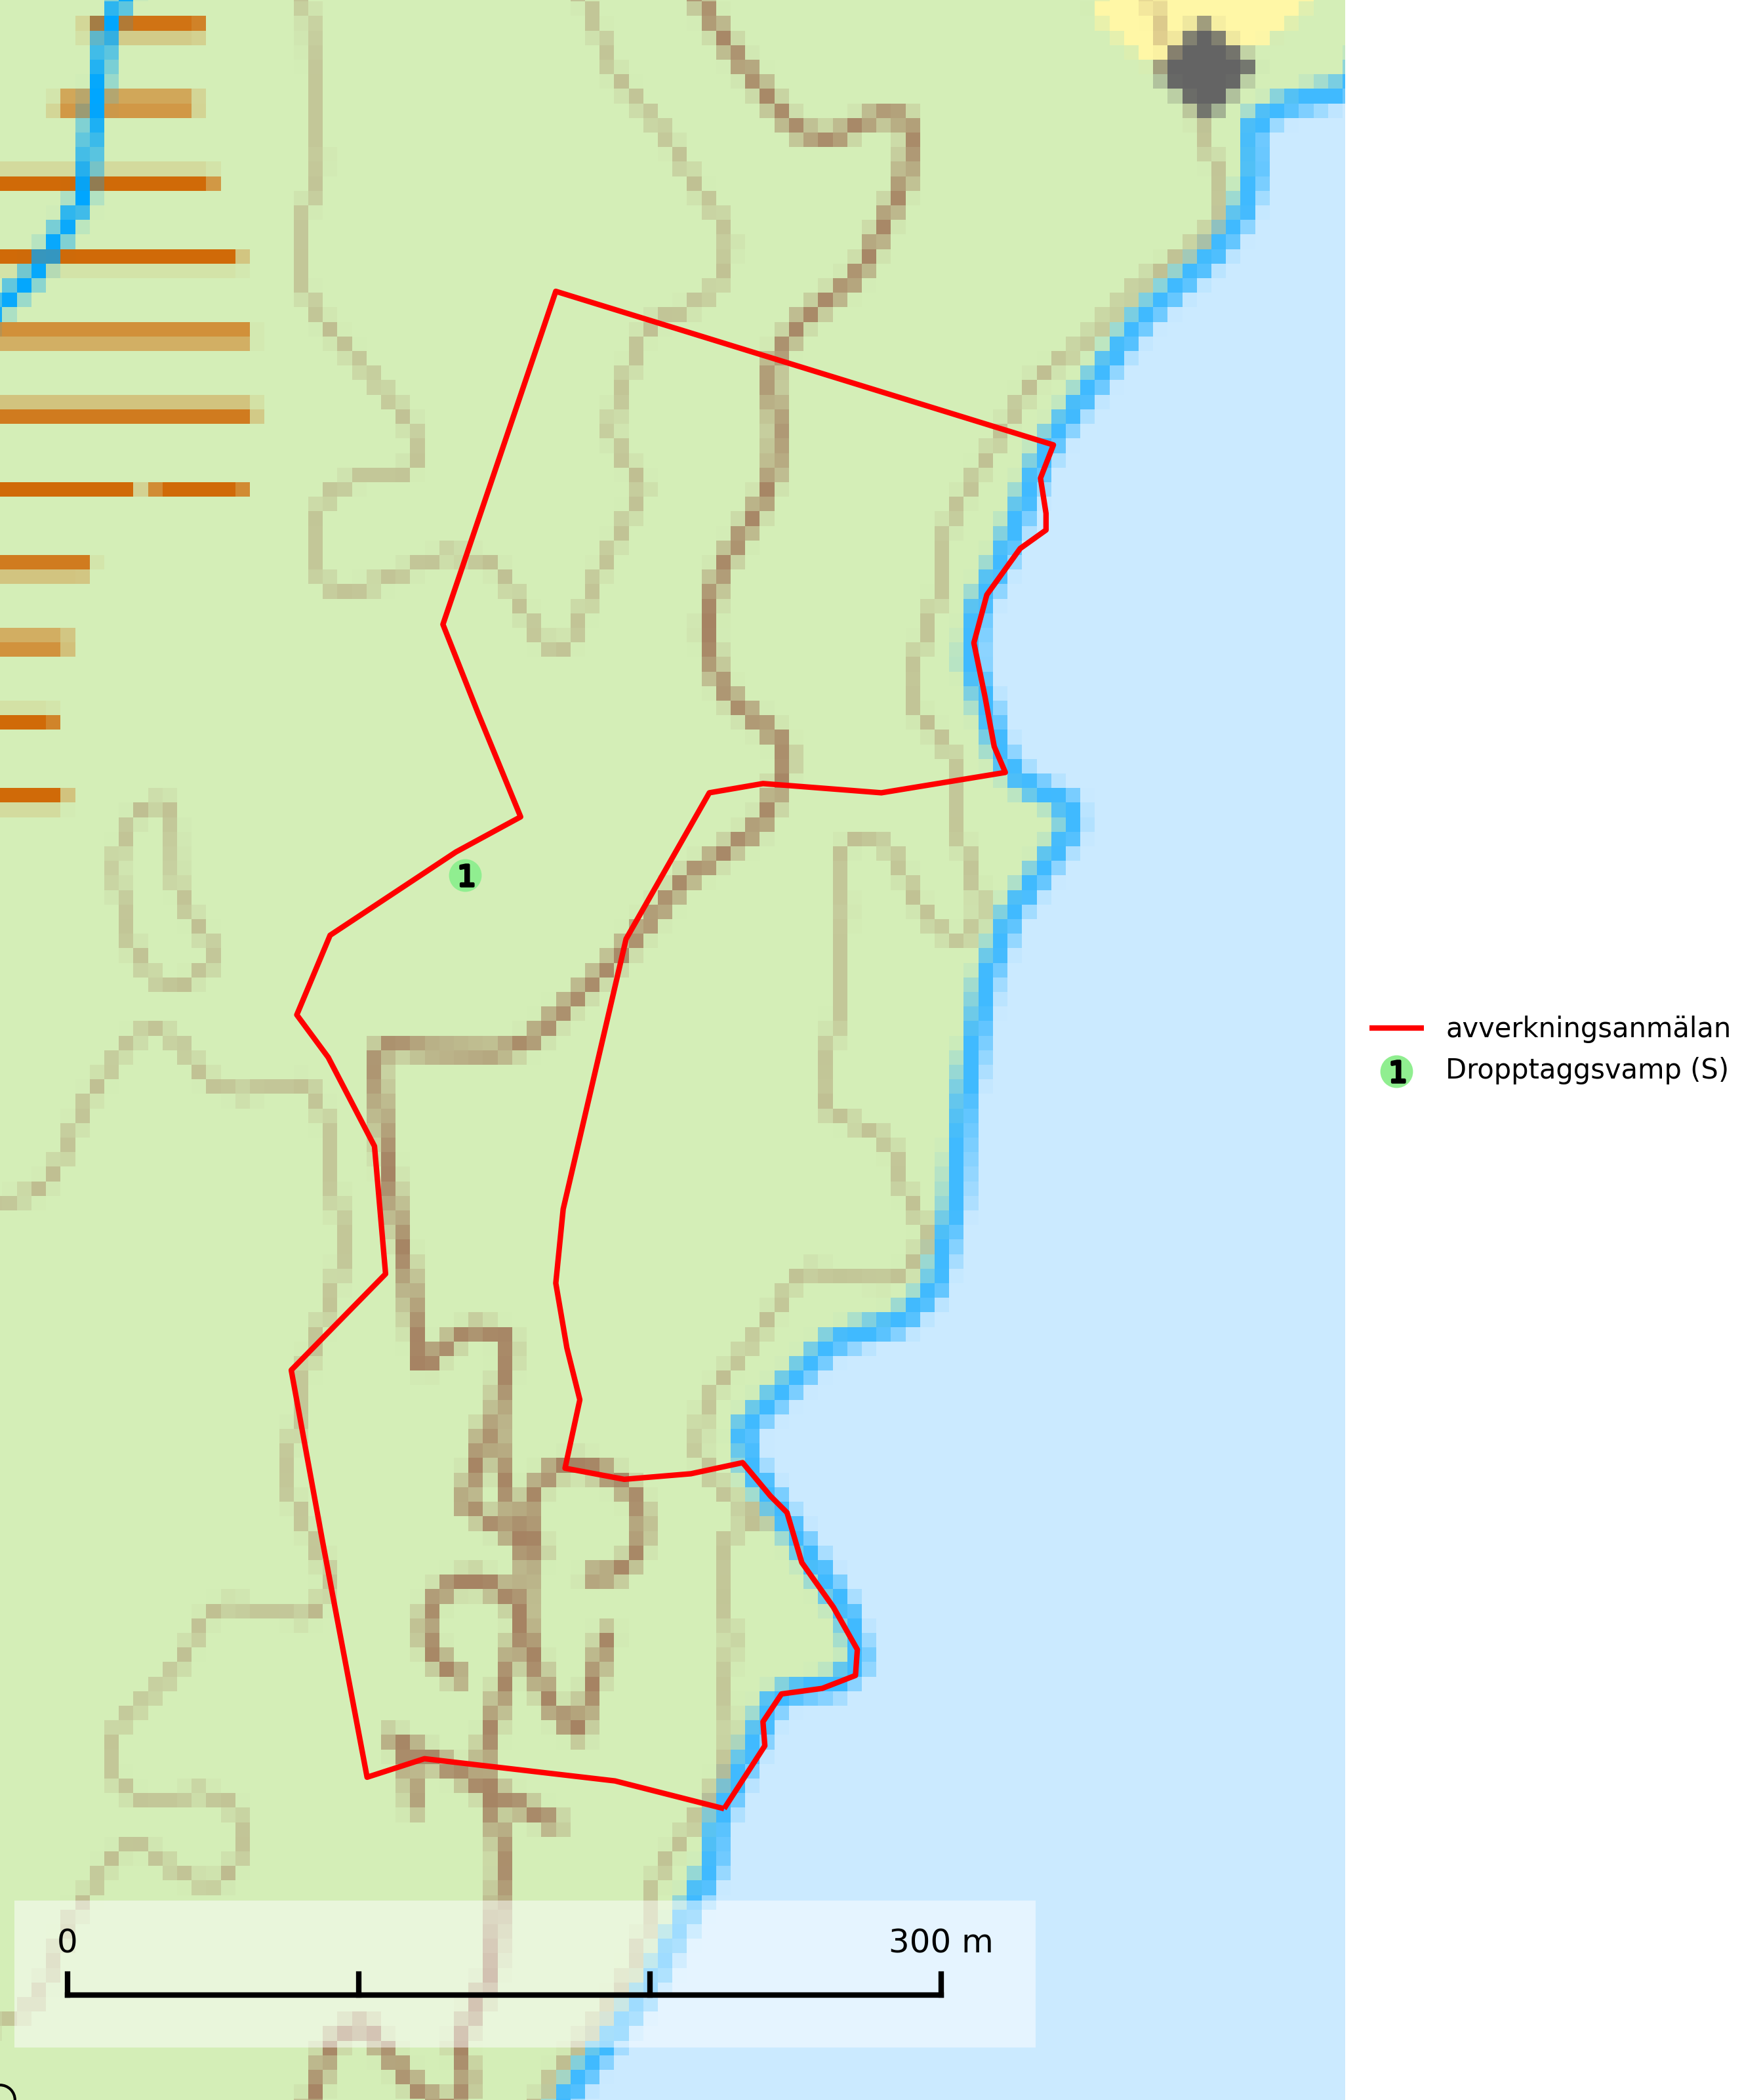 1
1 avverkningsanmälan
Dropptaggsvamp (S)
0 300 m